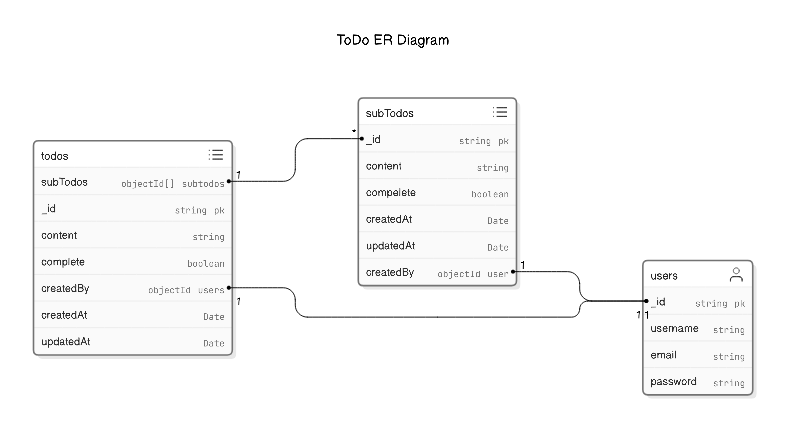 ToDo ER Diagram
todos
subTodos objectId[] subtodos
_id string pk
content string
complete boolean
createdBy objectId users
createdAt Date
updatedAt Date
1
1
subTodos
_id string pk
content string
compelete boolean
createdAt Date
updatedAt Date
createdBy objectId user
*
1
users
_id string pk
username string
email string
password string
1 1